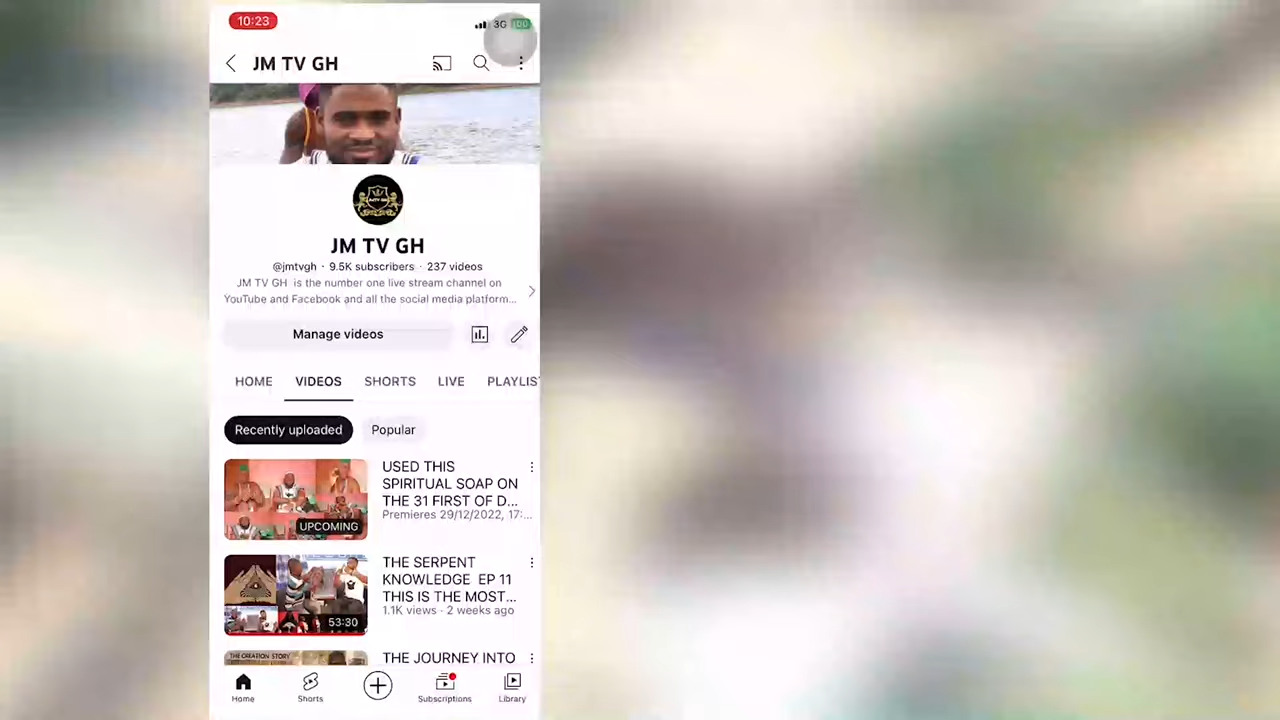 10:23
3G
JM TV GH
JM TV GH
@jmtvgh · 9.5K subscribers · 237 videos
JM TV GH is the number one live stream channel on
YouTube and Facebook and all the social media platform...
Manage videos
HOME VIDEOS SHORTS LIVE PLAYLIS
Recently uploaded Popular
USED THIS
SPIRITUAL SOAP ON
THE 31 FIRST OF D...
Premieres 29/12/2022, 17:...
UPCOMING
THE SERPENT
KNOWLEDGE EP 11
THIS IS THE MOST...
1.1K views · 2 weeks ago
53:30
THE CREATION STORY
THE JOURNEY INTO
Home Shorts Subscriptions Library